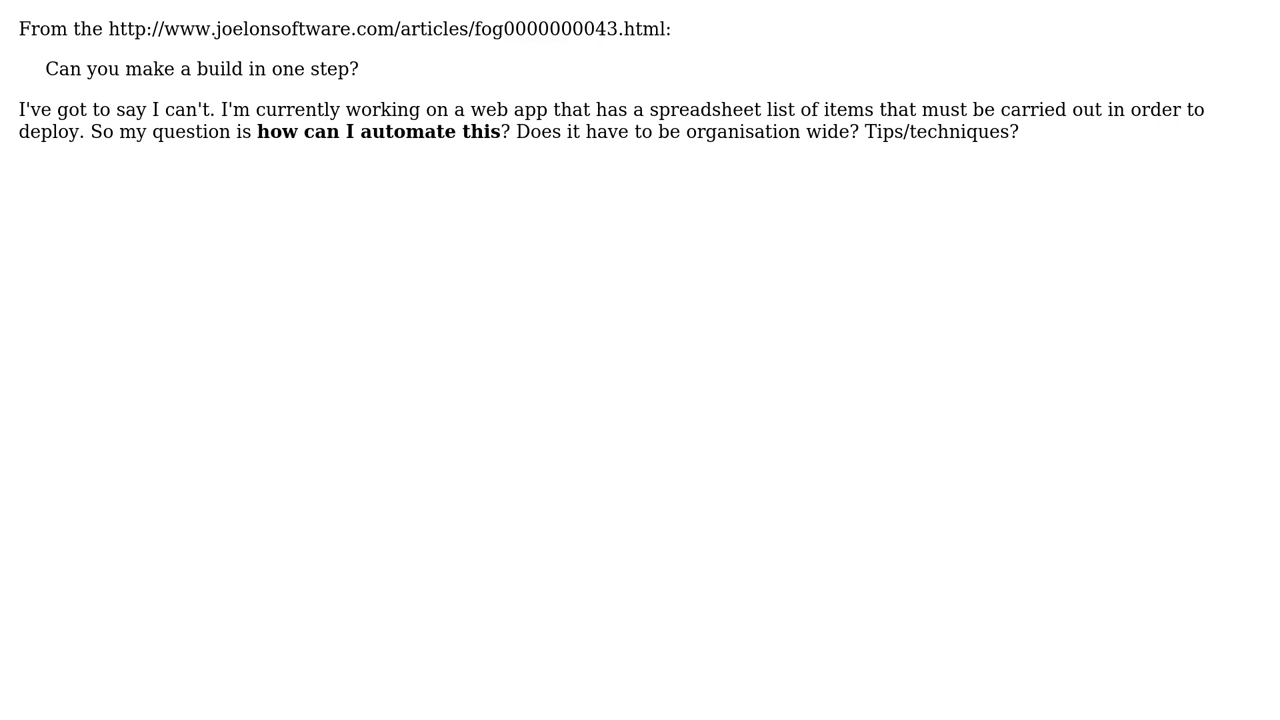 From the http://www.joelonsoftware.com/articles/fog0000000043.html:
Can you make a build in one step?
I've got to say I can't. I'm currently working on a web app that has a spreadsheet list of items that must be carried out in order to
deploy. So my question is how can I automate this? Does it have to be organisation wide? Tips/techniques?